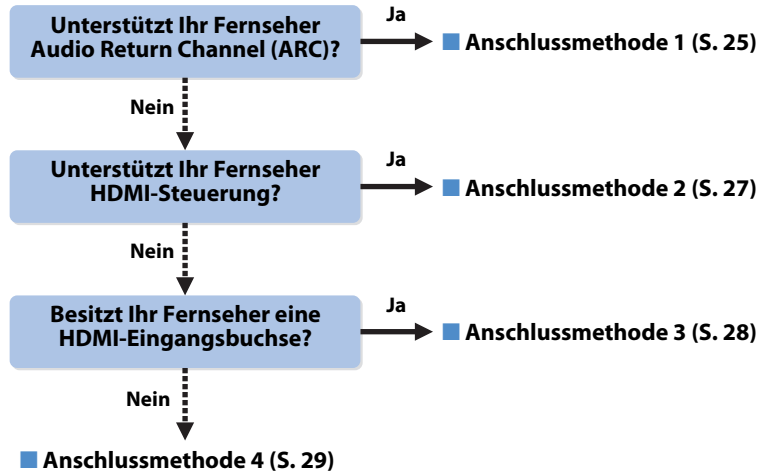 Unterstützt Ihr Fernseher
Audio Return Channel (ARC)?
Ja
■ Anschlussmethode 1 (S. 25)
Nein
Unterstützt Ihr Fernseher
HDMI-Steuerung?
Ja
■ Anschlussmethode 2 (S. 27)
Nein
Besitzt Ihr Fernseher eine
HDMI-Eingangsbuchse?
Ja
■ Anschlussmethode 3 (S. 28)
Nein
■ Anschlussmethode 4 (S. 29)